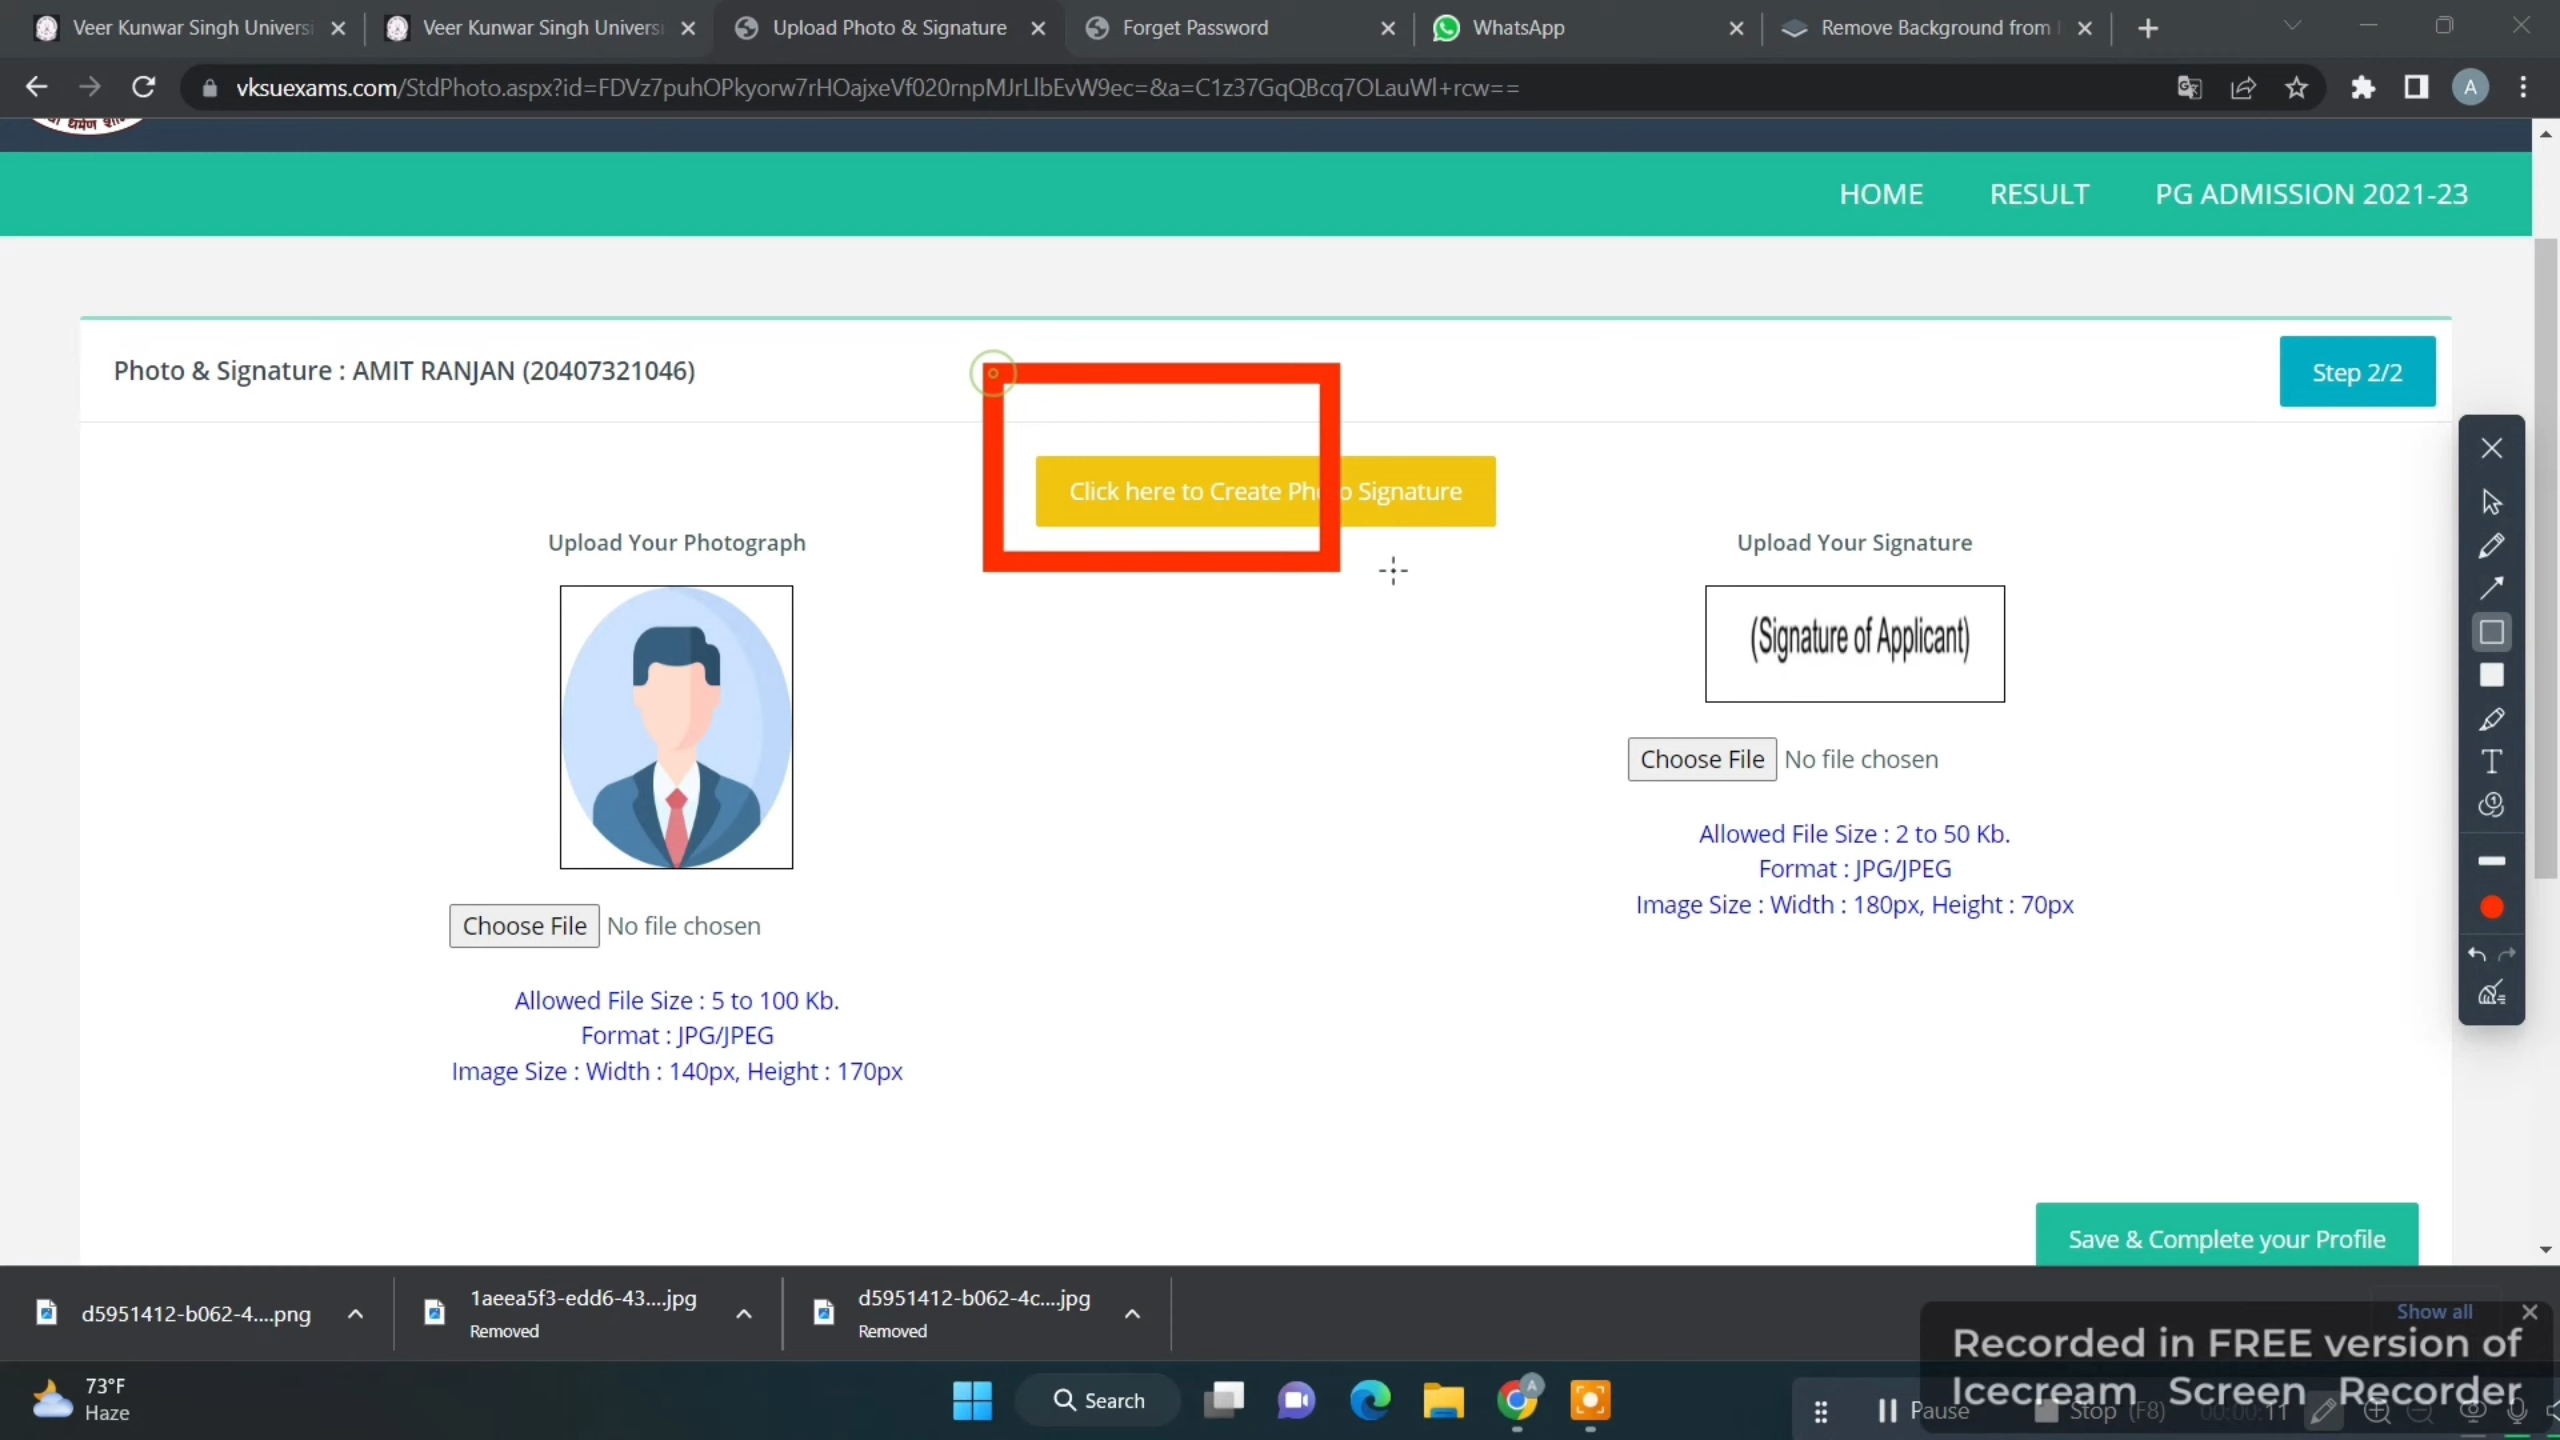 Veer Kunwar Singh Universi
Veer Kunwar Singh Universi
Upload Photo & Signature
Forget Password
WhatsApp
Remove Background from
vksuexams.com/StdPhoto.aspx?id=FDVz7puhOPkyorw7rHOajxeVf020rnpMJrLlbEvW9ec=&a=C1z37GqQBcq7OLauWl+rcw==
A
HOME
RESULT
PG ADMISSION 2021-23
Photo & Signature : AMIT RANJAN (20407321046)
Step 2/2
Click here to Create Photo Signature
Upload Your Photograph
Upload Your Signature
(Signature of Applicant)
Choose File No file chosen
Allowed File Size : 2 to 50 Kb.
Format : JPG/JPEG
Image Size : Width : 180px, Height : 70px
Choose File No file chosen
Allowed File Size : 5 to 100 Kb.
Format : JPG/JPEG
Image Size : Width : 140px, Height : 170px
Save & Complete your Profile
d5951412-b062-4....png
1aeea5f3-edd6-43....jpg
Removed
d5951412-b062-4c....jpg
Removed
Show all
Recorded in FREE version of
Icecream Screen Recorder
73°F
Haze
Search
Pause
Stop (F8)
00:00:11